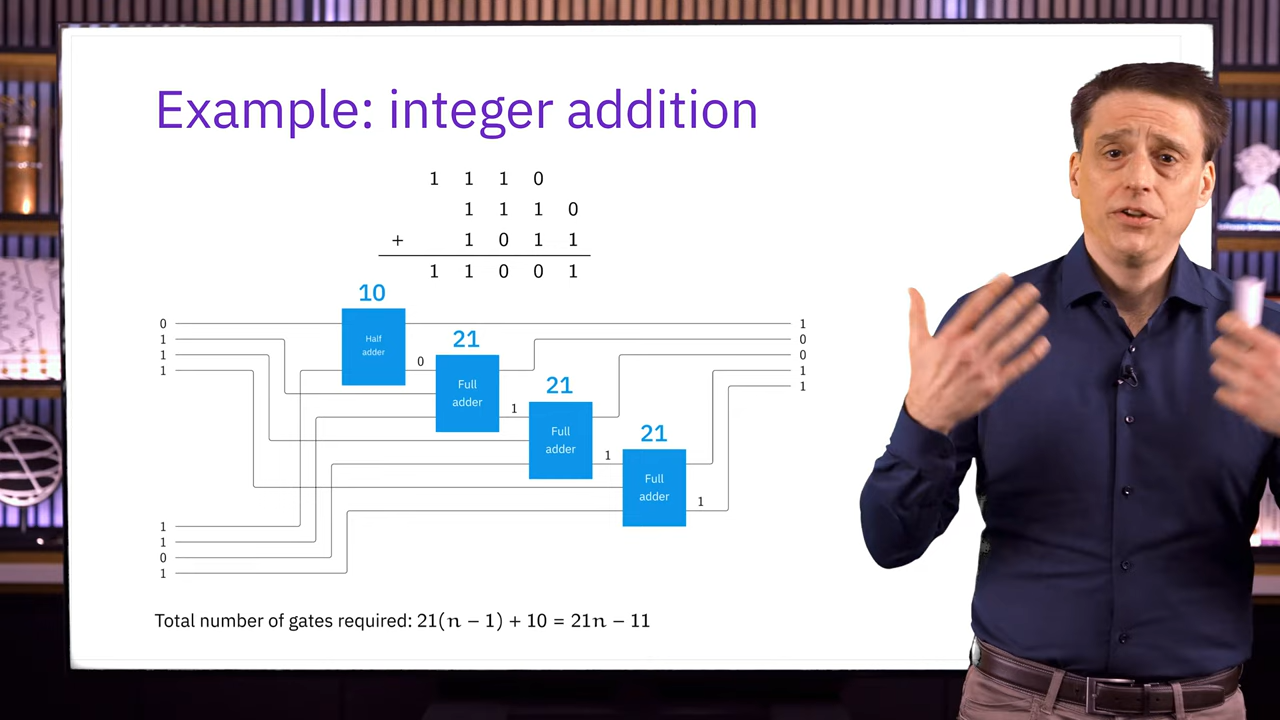 Example: integer addition
1 1 1 0
1 1 1 0
+ 1 0 1 1
1 1 0 0 1
10
Half
adder
21
Full
adder
21
Full
adder
21
Full
adder
0
1
1
1
0
1
1
1
1
1
0
1
1
0
0
1
1
Total number of gates required: 21(n − 1) + 10 = 21n − 11